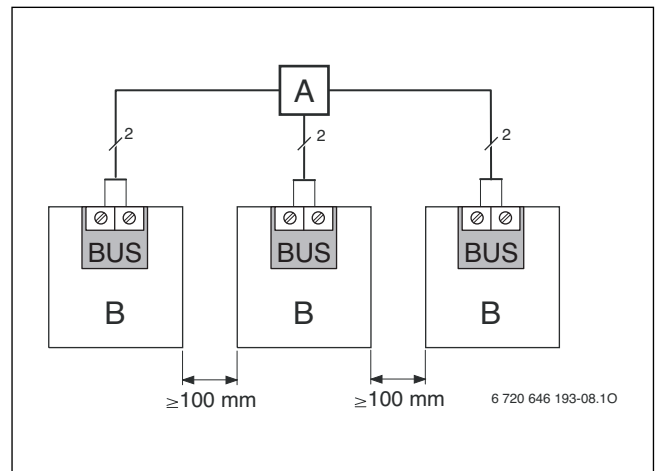 A
2 2 2
BUS BUS BUS
B B B
≥100 mm ≥100 mm
6 720 646 193-08.1O